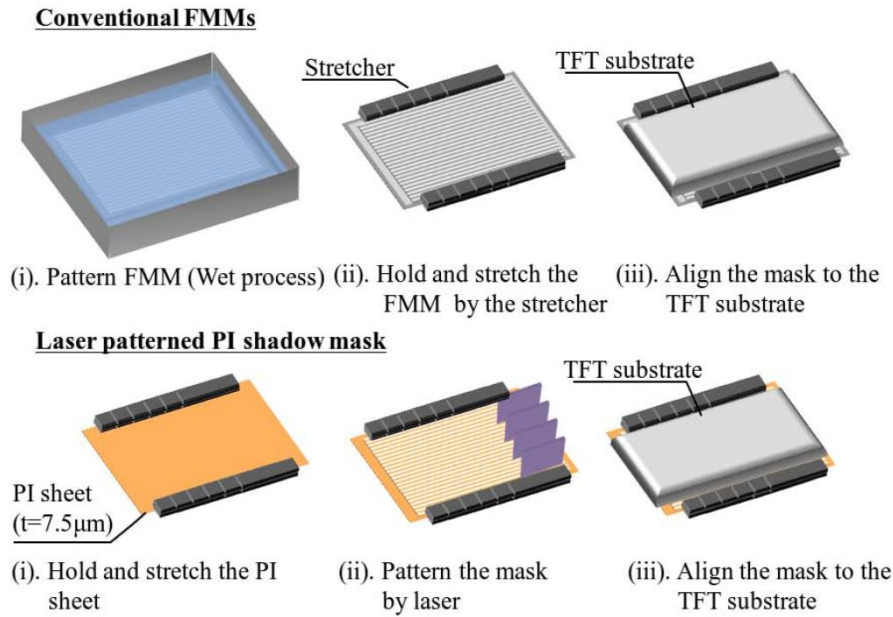 Conventional FMMs
Stretcher
TFT substrate
(i). Pattern FMM (Wet process)
(ii). Hold and stretch the
FMM by the stretcher
(iii). Align the mask to the
TFT substrate
Laser patterned PI shadow mask
TFT substrate
PI sheet
(t=7.5μm)
(i). Hold and stretch the PI
sheet
(ii). Pattern the mask
by laser
(iii). Align the mask to the
TFT substrate